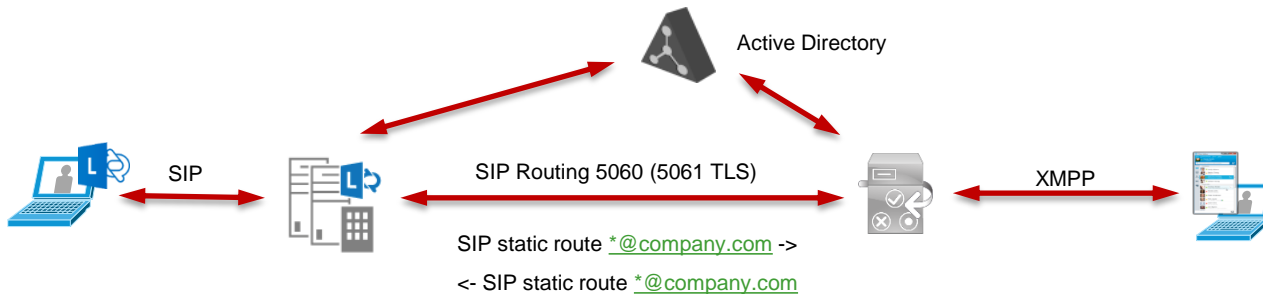 Active Directory
SIP
SIP Routing 5060 (5061 TLS)
XMPP
SIP static route *@company.com ->
<- SIP static route *@company.com
L
L